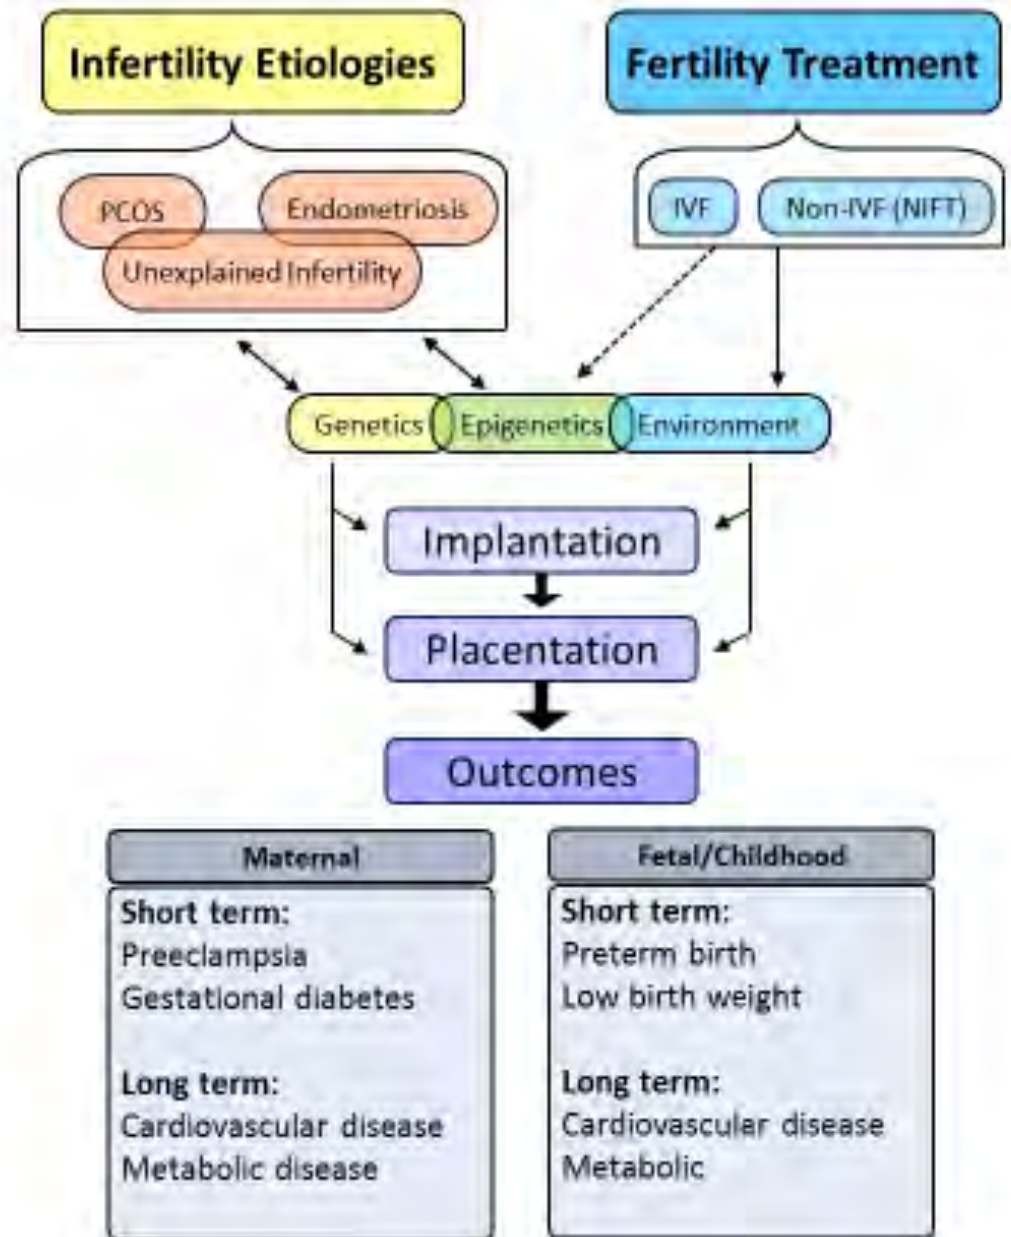 Infertility Etiologies
Fertility Treatment
PCOS
Endometriosis
Unexplained Infertility
IVF
Non-IVF (NIFT)
Genetics
Epigenetics
Environment
Implantation
Placentation
Outcomes
Maternal
Short term:
Preeclampsia
Gestational diabetes
Long term:
Cardiovascular disease
Metabolic disease
Fetal/Childhood
Short term:
Preterm birth
Low birth weight
Long term:
Cardiovascular disease
Metabolic